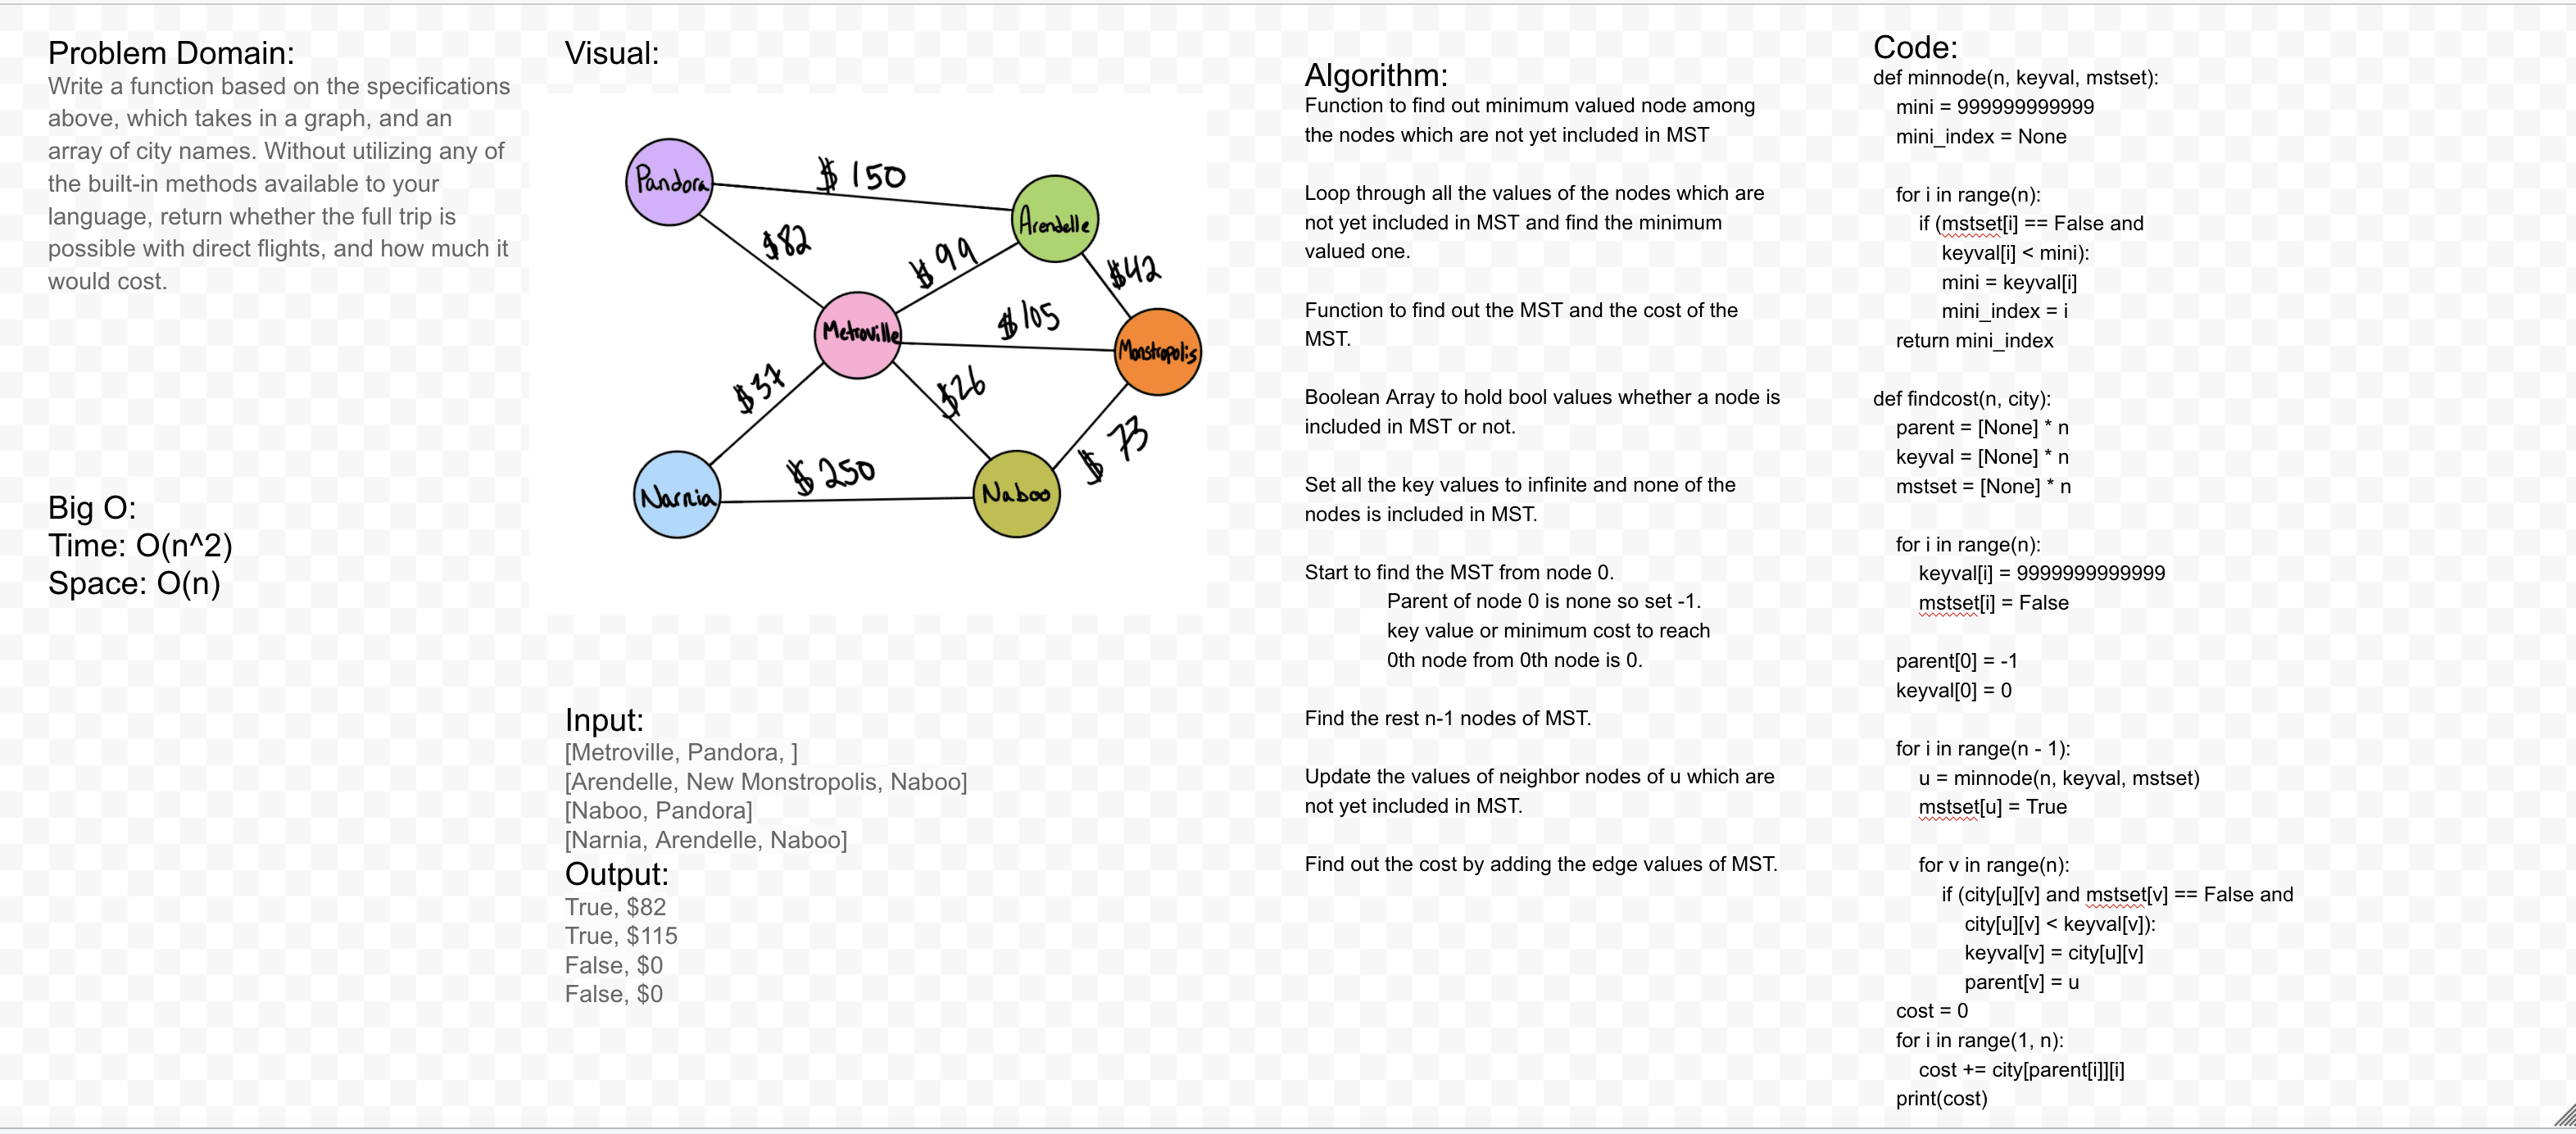 Problem Domain:
Write a function based on the specifications
above, which takes in a graph, and an
array of city names. Without utilizing any of
the built-in methods available to your
language, return whether the full trip is
possible with direct flights, and how much it
would cost.
Big O:
Time: O(n^2)
Space: O(n)
Visual:
Pandora
$ 150
Arendelle
$82
$99
$42
Metroville
$105
Monstropolis
$37
$26
$ 73
Narnia
$250
Naboo
Input:
[Metroville, Pandora, ]
[Arendelle, New Monstropolis, Naboo]
[Naboo, Pandora]
[Narnia, Arendelle, Naboo]
Output:
True, $82
True, $115
False, $0
False, $0
Algorithm:
Function to find out minimum valued node among
the nodes which are not yet included in MST
Loop through all the values of the nodes which are
not yet included in MST and find the minimum
valued one.
Function to find out the MST and the cost of the
MST.
Boolean Array to hold bool values whether a node is
included in MST or not.
Set all the key values to infinite and none of the
nodes is included in MST.
Start to find the MST from node 0.
Parent of node 0 is none so set -1.
key value or minimum cost to reach
0th node from 0th node is 0.
Find the rest n-1 nodes of MST.
Update the values of neighbor nodes of u which are
not yet included in MST.
Find out the cost by adding the edge values of MST.
Code:
def minnode(n, keyval, mstset):
mini = 999999999999
mini_index = None
for i in range(n):
if (mstset[i] == False and
keyval[i] < mini):
mini = keyval[i]
mini_index = i
return mini_index
def findcost(n, city):
parent = [None] * n
keyval = [None] * n
mstset = [None] * n
for i in range(n):
keyval[i] = 9999999999999
mstset[i] = False
parent[0] = -1
keyval[0] = 0
for i in range(n - 1):
u = minnode(n, keyval, mstset)
mstset[u] = True
for v in range(n):
if (city[u][v] and mstset[v] == False and
city[u][v] < keyval[v]):
keyval[v] = city[u][v]
parent[v] = u
cost = 0
for i in range(1, n):
cost += city[parent[i]][i]
print(cost)